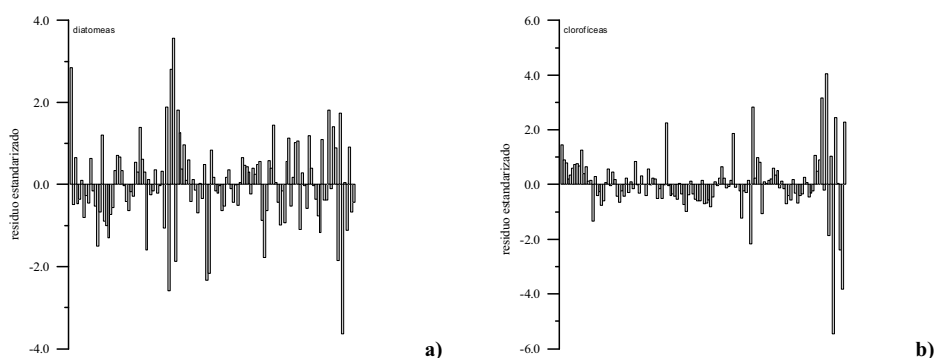 4.0
diatomeas
2.0
0.0
-2.0
-4.0
residuo estandarizado
a)
6.0
clorofíceas
4.0
2.0
0.0
-2.0
-4.0
-6.0
residuo estandarizado
b)